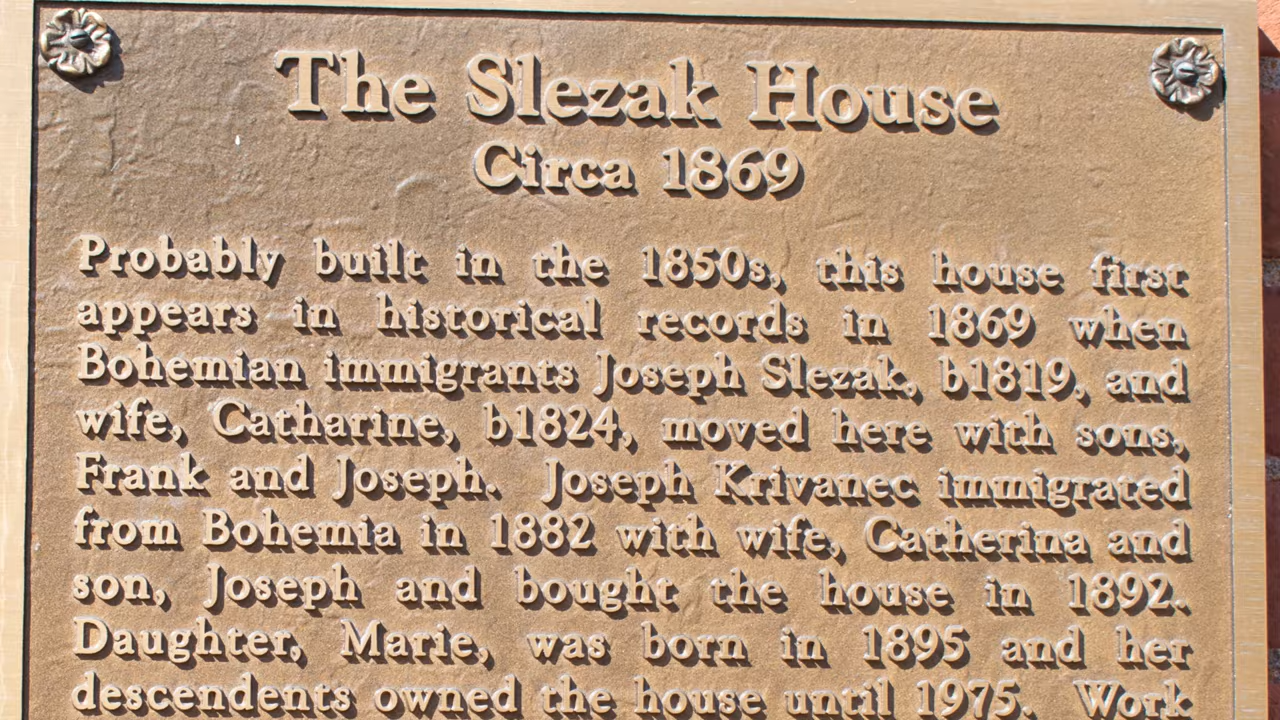 The Slezak House
Circa 1869
Probably built in the 1850s, this house first
appears in historical records in 1869 when
Bohemian immigrants Joseph Slezak, b1819, and
wife, Catharine, b1824, moved here with sons,
Frank and Joseph. Joseph Krivanec immigrated
from Bohemia in 1882 with wife, Catherina and
son, Joseph and bought the house in 1892.
Daughter, Marie, was born in 1895 and her
descendents owned the house until 1975. Work